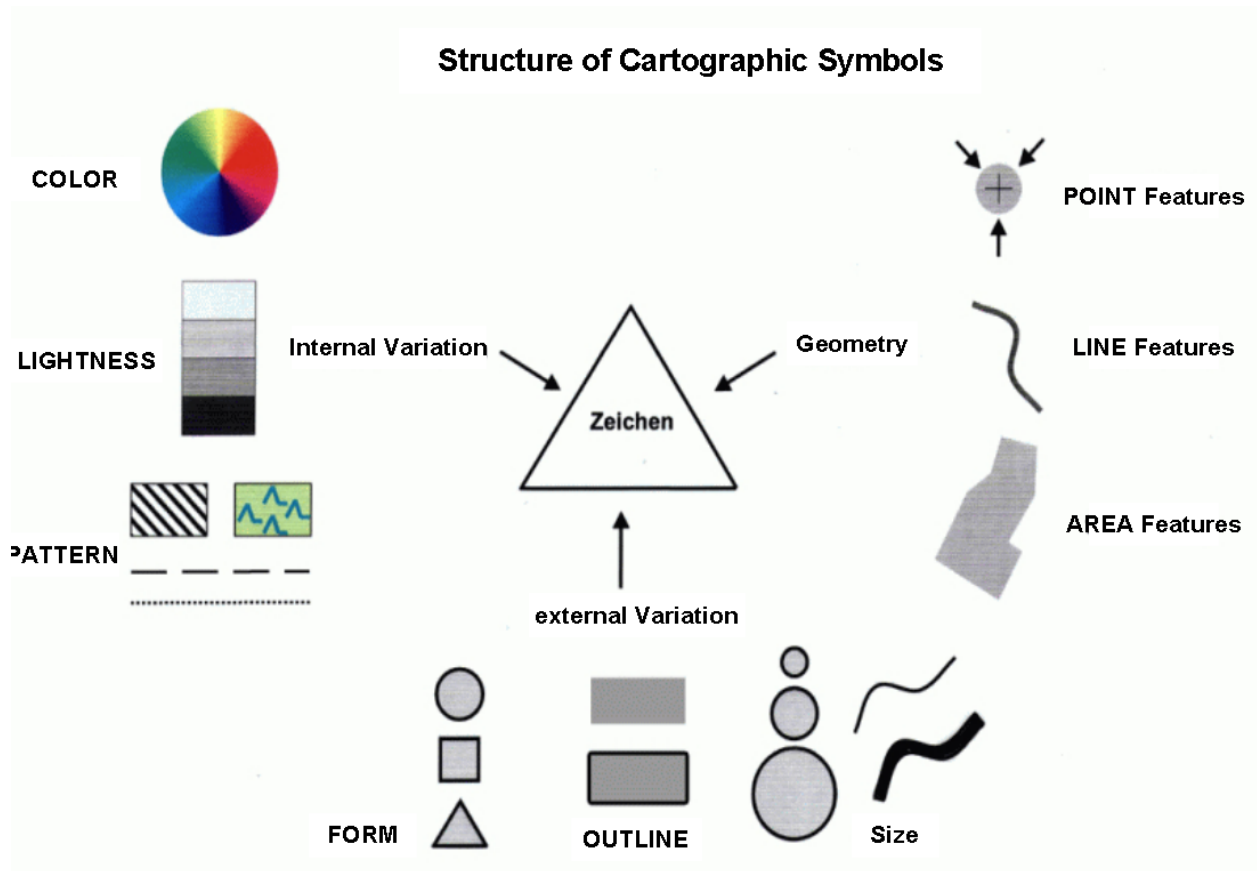 Structure of Cartographic Symbols
COLOR
POINT Features
LIGHTNESS
Internal Variation
Geometry
LINE Features
Zeichen
PATTERN
AREA Features
external Variation
FORM
OUTLINE
Size